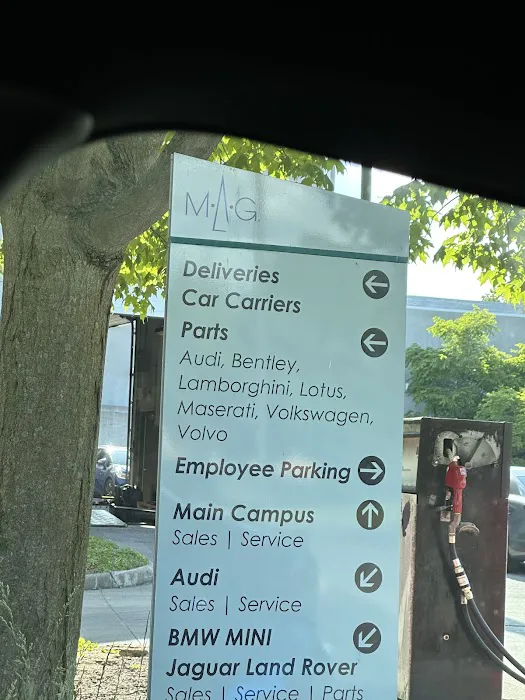 M.A.G.
Deliveries
Car Carriers
Parts
Audi, Bentley,
Lamborghini, Lotus,
Maserati, Volkswagen,
Volvo
Employee Parking
Main Campus
Sales | Service
Audi
Sales | Service
BMW MINI
Jaguar Land Rover
Sales | Service | Parts